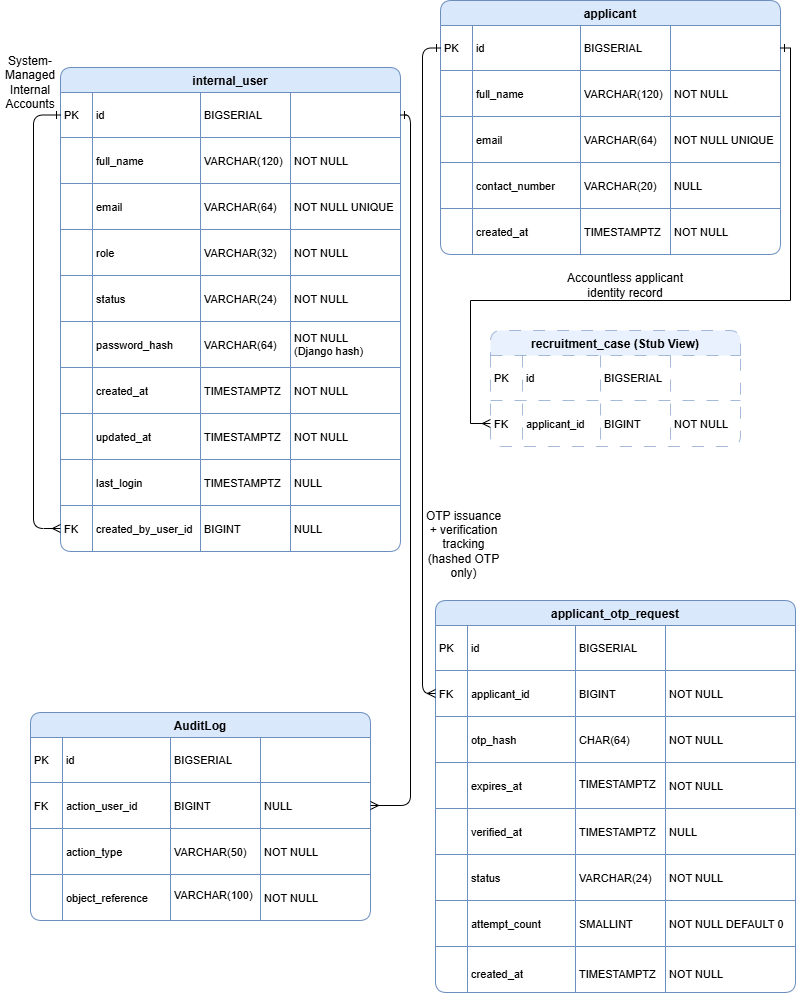 applicant
PK id BIGSERIAL
full_name VARCHAR(120) NOT NULL
email VARCHAR(64) NOT NULL UNIQUE
contact_number VARCHAR(20) NULL
created_at TIMESTAMPTZ NOT NULL
System-
Managed
Internal
Accounts
internal_user
PK id BIGSERIAL
full_name VARCHAR(120) NOT NULL
email VARCHAR(64) NOT NULL UNIQUE
role VARCHAR(32) NOT NULL
status VARCHAR(24) NOT NULL
password_hash VARCHAR(64) NOT NULL
(Django hash)
created_at TIMESTAMPTZ NOT NULL
updated_at TIMESTAMPTZ NOT NULL
last_login TIMESTAMPTZ NULL
FK created_by_user_id BIGINT NULL
Accountless applicant
identity record
recruitment_case (Stub View)
PK id BIGSERIAL
FK applicant_id BIGINT NOT NULL
OTP issuance
+ verification
tracking
(hashed OTP
only)
applicant_otp_request
PK id BIGSERIAL
FK applicant_id BIGINT NOT NULL
otp_hash CHAR(64) NOT NULL
expires_at TIMESTAMPTZ NOT NULL
verified_at TIMESTAMPTZ NULL
status VARCHAR(24) NOT NULL
attempt_count SMALLINT NOT NULL DEFAULT 0
created_at TIMESTAMPTZ NOT NULL
AuditLog
PK id BIGSERIAL
FK action_user_id BIGINT NULL
action_type VARCHAR(50) NOT NULL
object_reference VARCHAR(100) NOT NULL